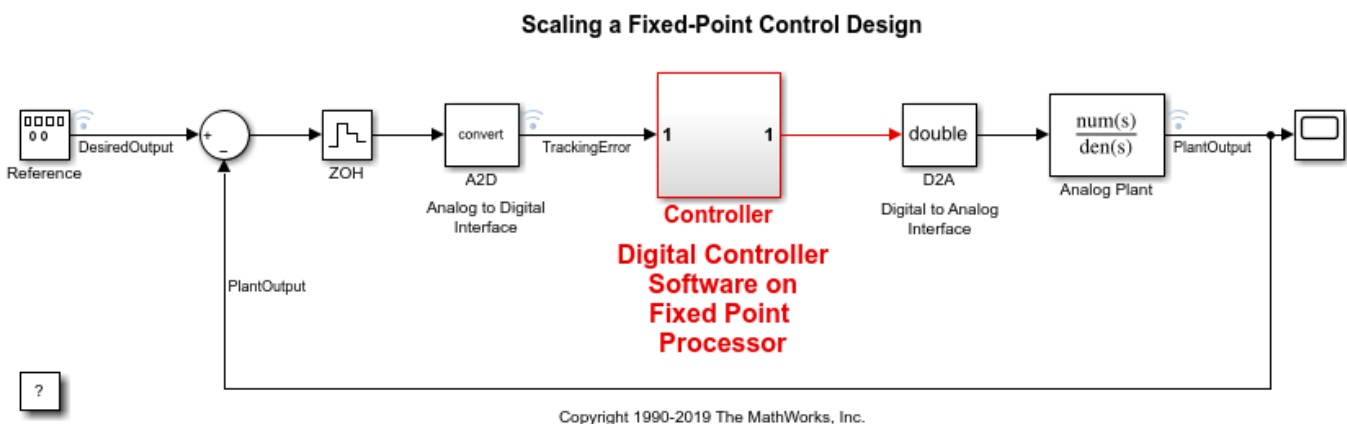 Scaling a Fixed-Point Control Design
DesiredOutput
Reference
+
−
ZOH
convert
A2D
Analog to Digital
Interface
TrackingError
1
1
Controller
Digital Controller
Software on
Fixed Point
Processor
double
D2A
Digital to Analog
Interface
num(s)
den(s)
Analog Plant
PlantOutput
PlantOutput
?
Copyright 1990-2019 The MathWorks, Inc.